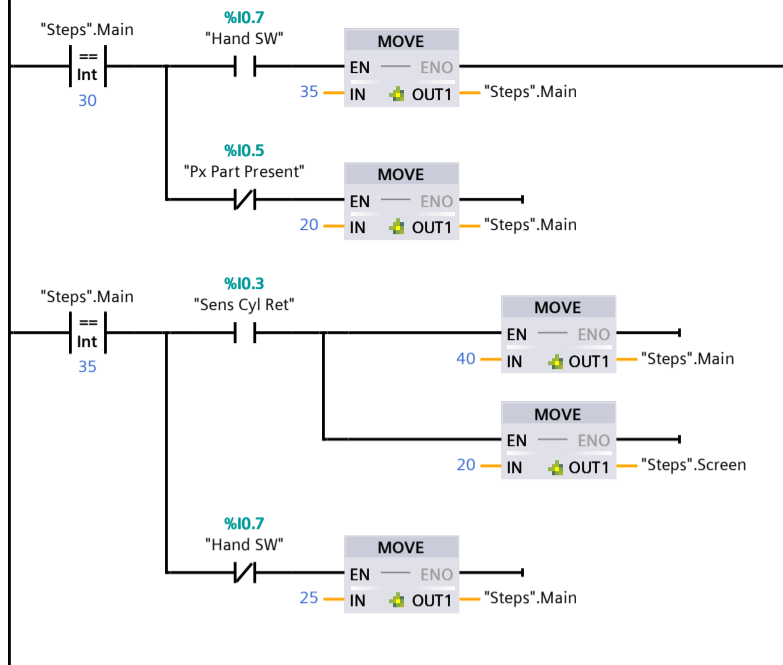 "Steps".Main
==
Int
30
%I0.7
"Hand SW"
MOVE
EN ENO
35 IN OUT1 "Steps".Main
%I0.5
"Px Part Present"
MOVE
EN ENO
20 IN OUT1 "Steps".Main
"Steps".Main
==
Int
35
%I0.3
"Sens Cyl Ret"
MOVE
EN ENO
40 IN OUT1 "Steps".Main
MOVE
EN ENO
20 IN OUT1 "Steps".Screen
%I0.7
"Hand SW"
MOVE
EN ENO
25 IN OUT1 "Steps".Main